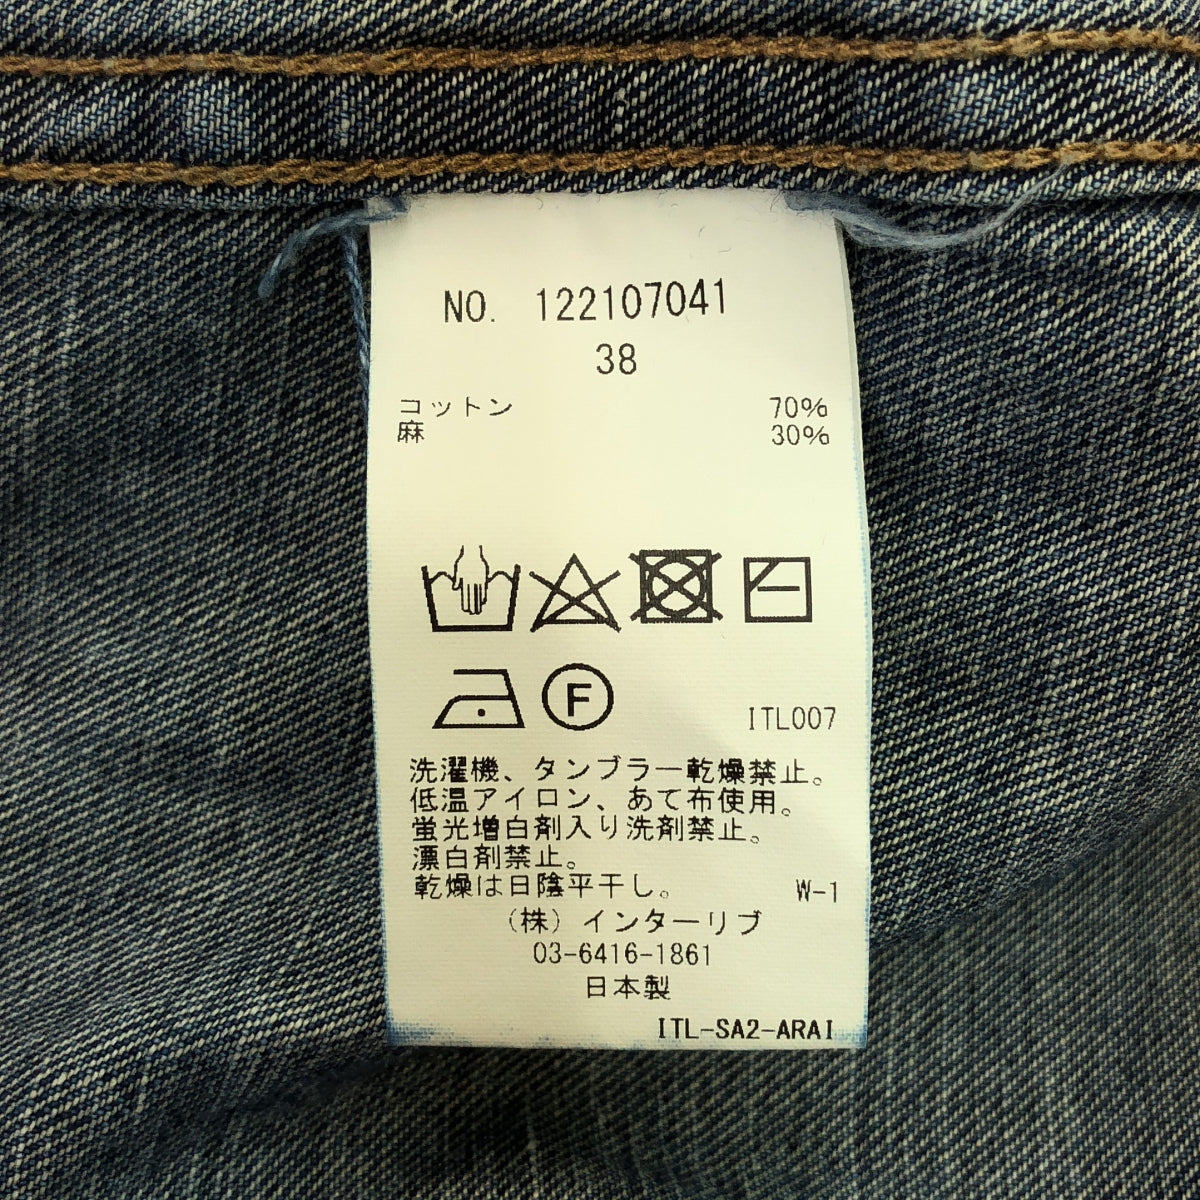 NO. 122107041
38
コットン 70%
麻 30%
F
ITL007
洗濯機、タンブラー乾燥禁止。
低温アイロン、あて布使用。
蛍光増白剤入り洗剤禁止。
漂白剤禁止。
乾燥は日陰平干し。 W-1
(株)インターリブ
03-6416-1861
日本製
ITL-SA2-ARAI